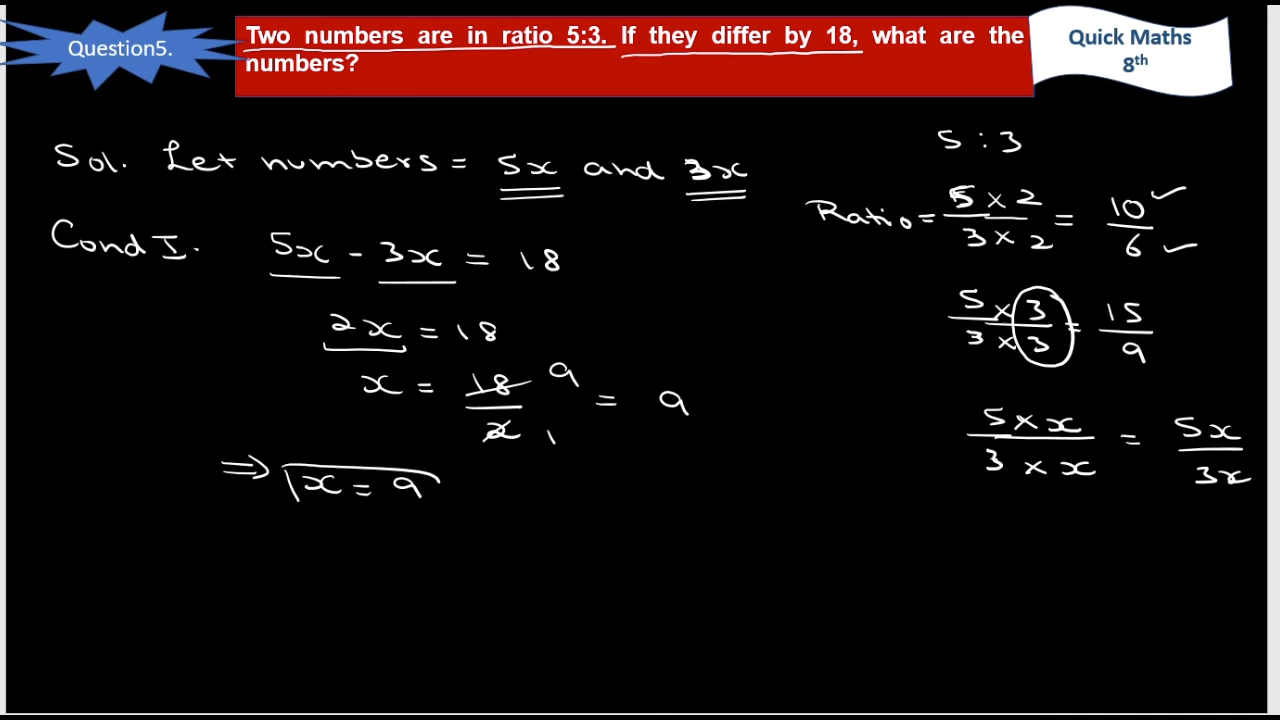 Question5.
Two numbers are in ratio 5:3. If they differ by 18, what are the
numbers?
Quick Maths
8th
Sol. Let numbers = 5x and 3x
Cond I. 5x - 3x = 18
2x = 18
x = 18/2 9 1 = 9
⇒ x = 9
5 : 3
Ratio = 5 × 2 / 3 × 2 = 10 / 6
5 × 3 / 3 × 3 = 15 / 9
5 × x / 3 × x = 5x / 3x